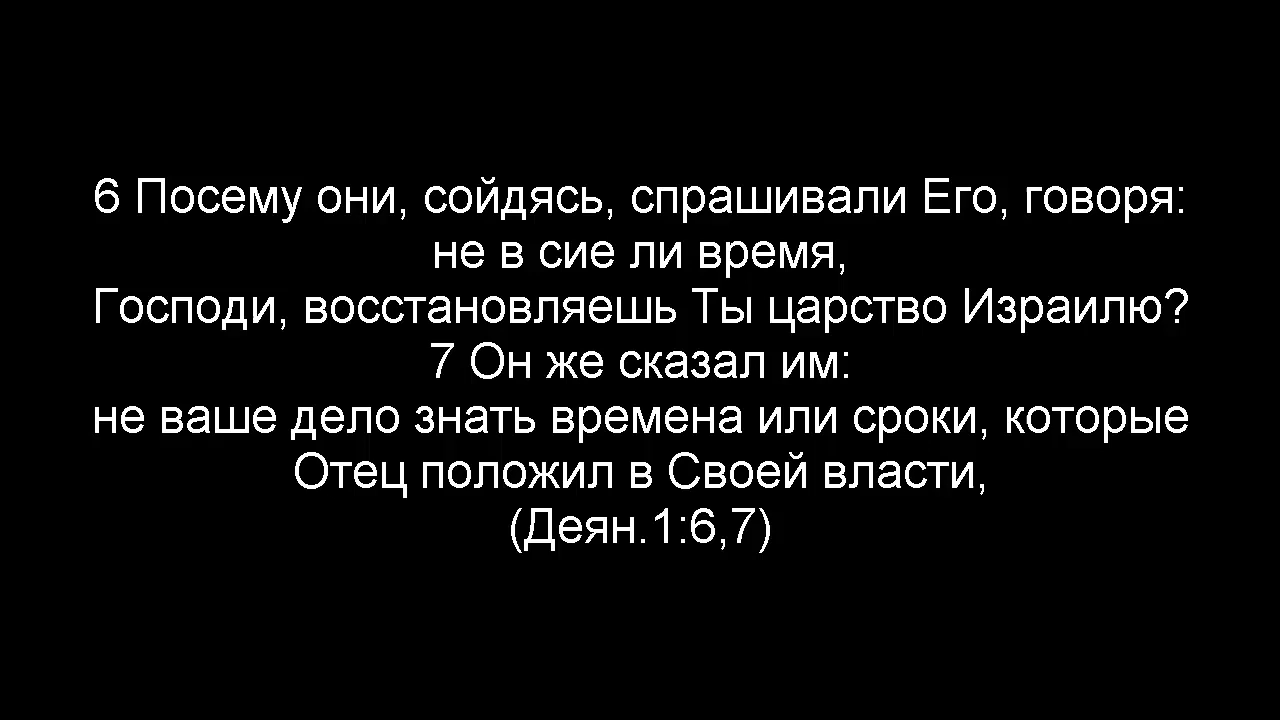 6 Посему они, сойдясь, спрашивали Его, говоря:
не в сие ли время,
Господи, восстановляешь Ты царство Израилю?
7 Он же сказал им:
не ваше дело знать времена или сроки, которые
Отец положил в Своей власти,
(Деян.1:6,7)